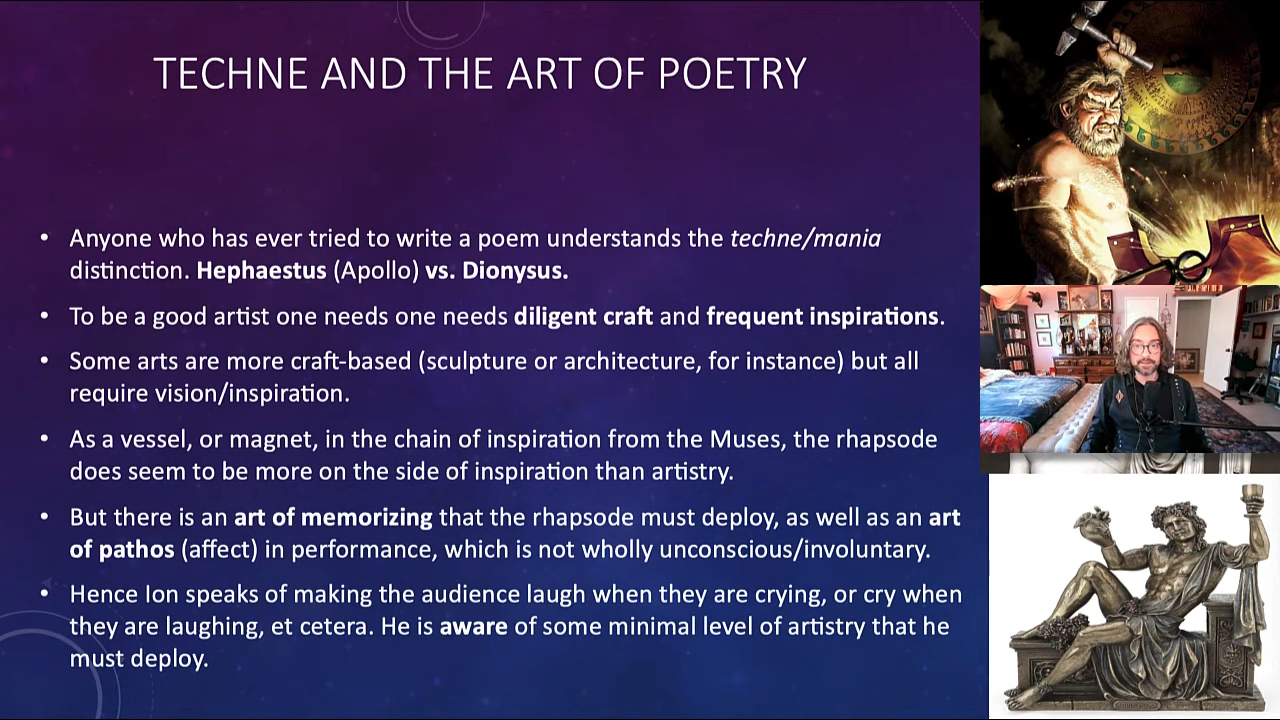 TECHNE AND THE ART OF POETRY
• Anyone who has ever tried to write a poem understands the techne/mania
distinction. Hephaestus (Apollo) vs. Dionysus.
• To be a good artist one needs one needs diligent craft and frequent inspirations.
• Some arts are more craft-based (sculpture or architecture, for instance) but all
require vision/inspiration.
• As a vessel, or magnet, in the chain of inspiration from the Muses, the rhapsode
does seem to be more on the side of inspiration than artistry.
• But there is an art of memorizing that the rhapsode must deploy, as well as an art
of pathos (affect) in performance, which is not wholly unconscious/involuntary.
• Hence Ion speaks of making the audience laugh when they are crying, or cry when
they are laughing, et cetera. He is aware of some minimal level of artistry that he
must deploy.